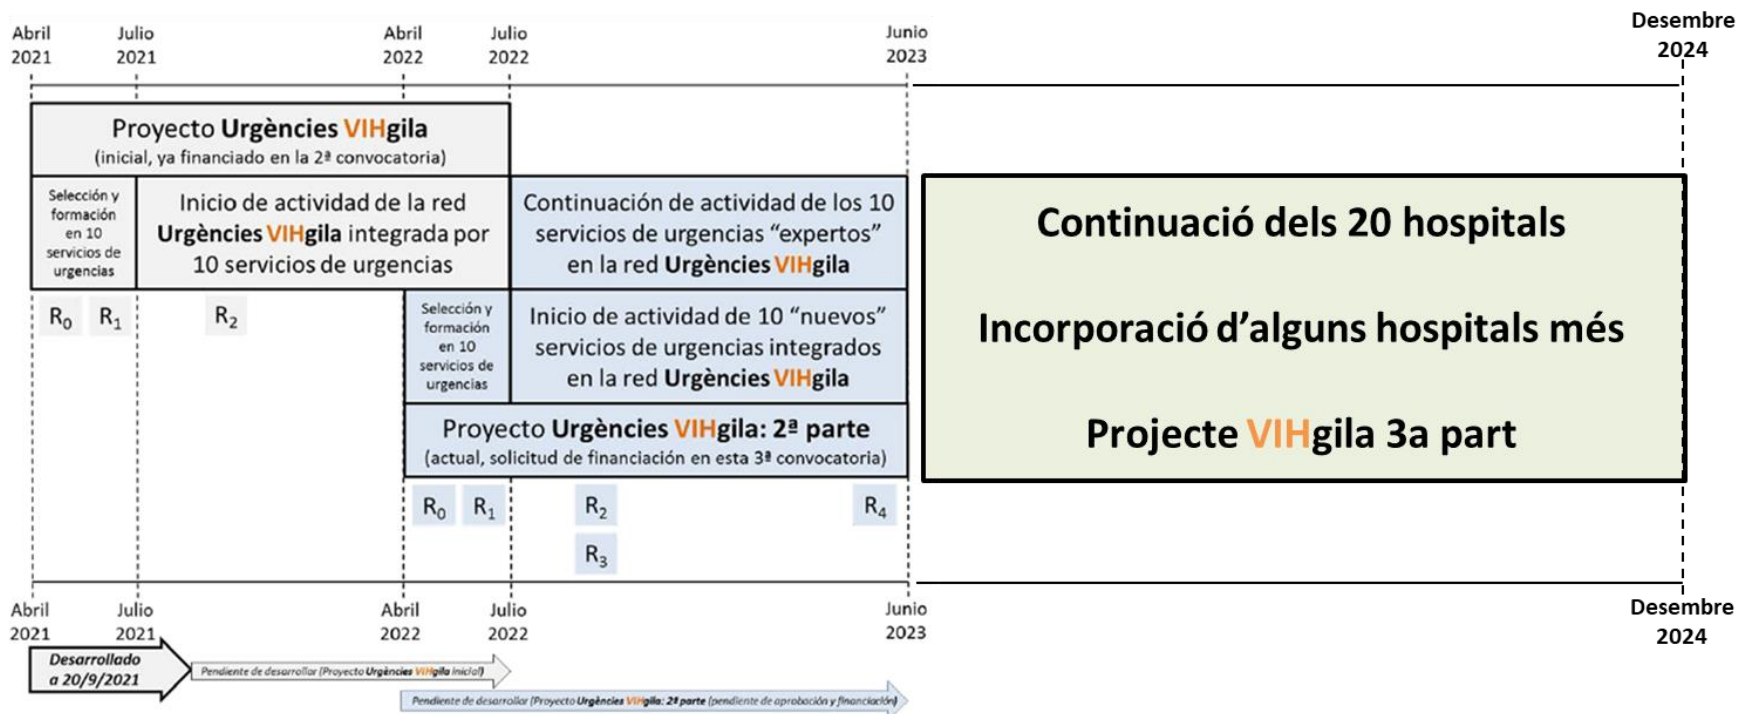 Abril
2021
Julio
2021
Abril
2022
Julio
2022
Junio
2023
Desembre
2024
Proyecto Urgències VIHgila
(inicial, ya financiado en la 2ª convocatoria)
Selección y
formación
en 10
servicios de
urgencias
Inicio de actividad de la red
Urgències VIHgila integrada por
10 servicios de urgencias
Continuación de actividad de los 10
servicios de urgencias “expertos”
en la red Urgències VIHgila
R0
R1
R2
Selección y
formación
en 10
servicios de
urgencias
Inicio de actividad de 10 “nuevos”
servicios de urgencias integrados
en la red Urgències VIHgila
Proyecto Urgències VIHgila: 2ª parte
(actual, solicitud de financiación en esta 3ª convocatoria)
R0
R1
R2
R4
R3
Continuació dels 20 hospitals
Incorporació d’alguns hospitals més
Projecte VIHgila 3a part
Abril
2021
Julio
2021
Abril
2022
Julio
2022
Junio
2023
Desembre
2024
Desarrollado
a 20/9/2021
Pendiente de desarrollar (Proyecto Urgències VIHgila inicial)
Pendiente de desarrollar (Proyecto Urgències VIHgila: 2ª parte (pendiente de aprobación y financiación)